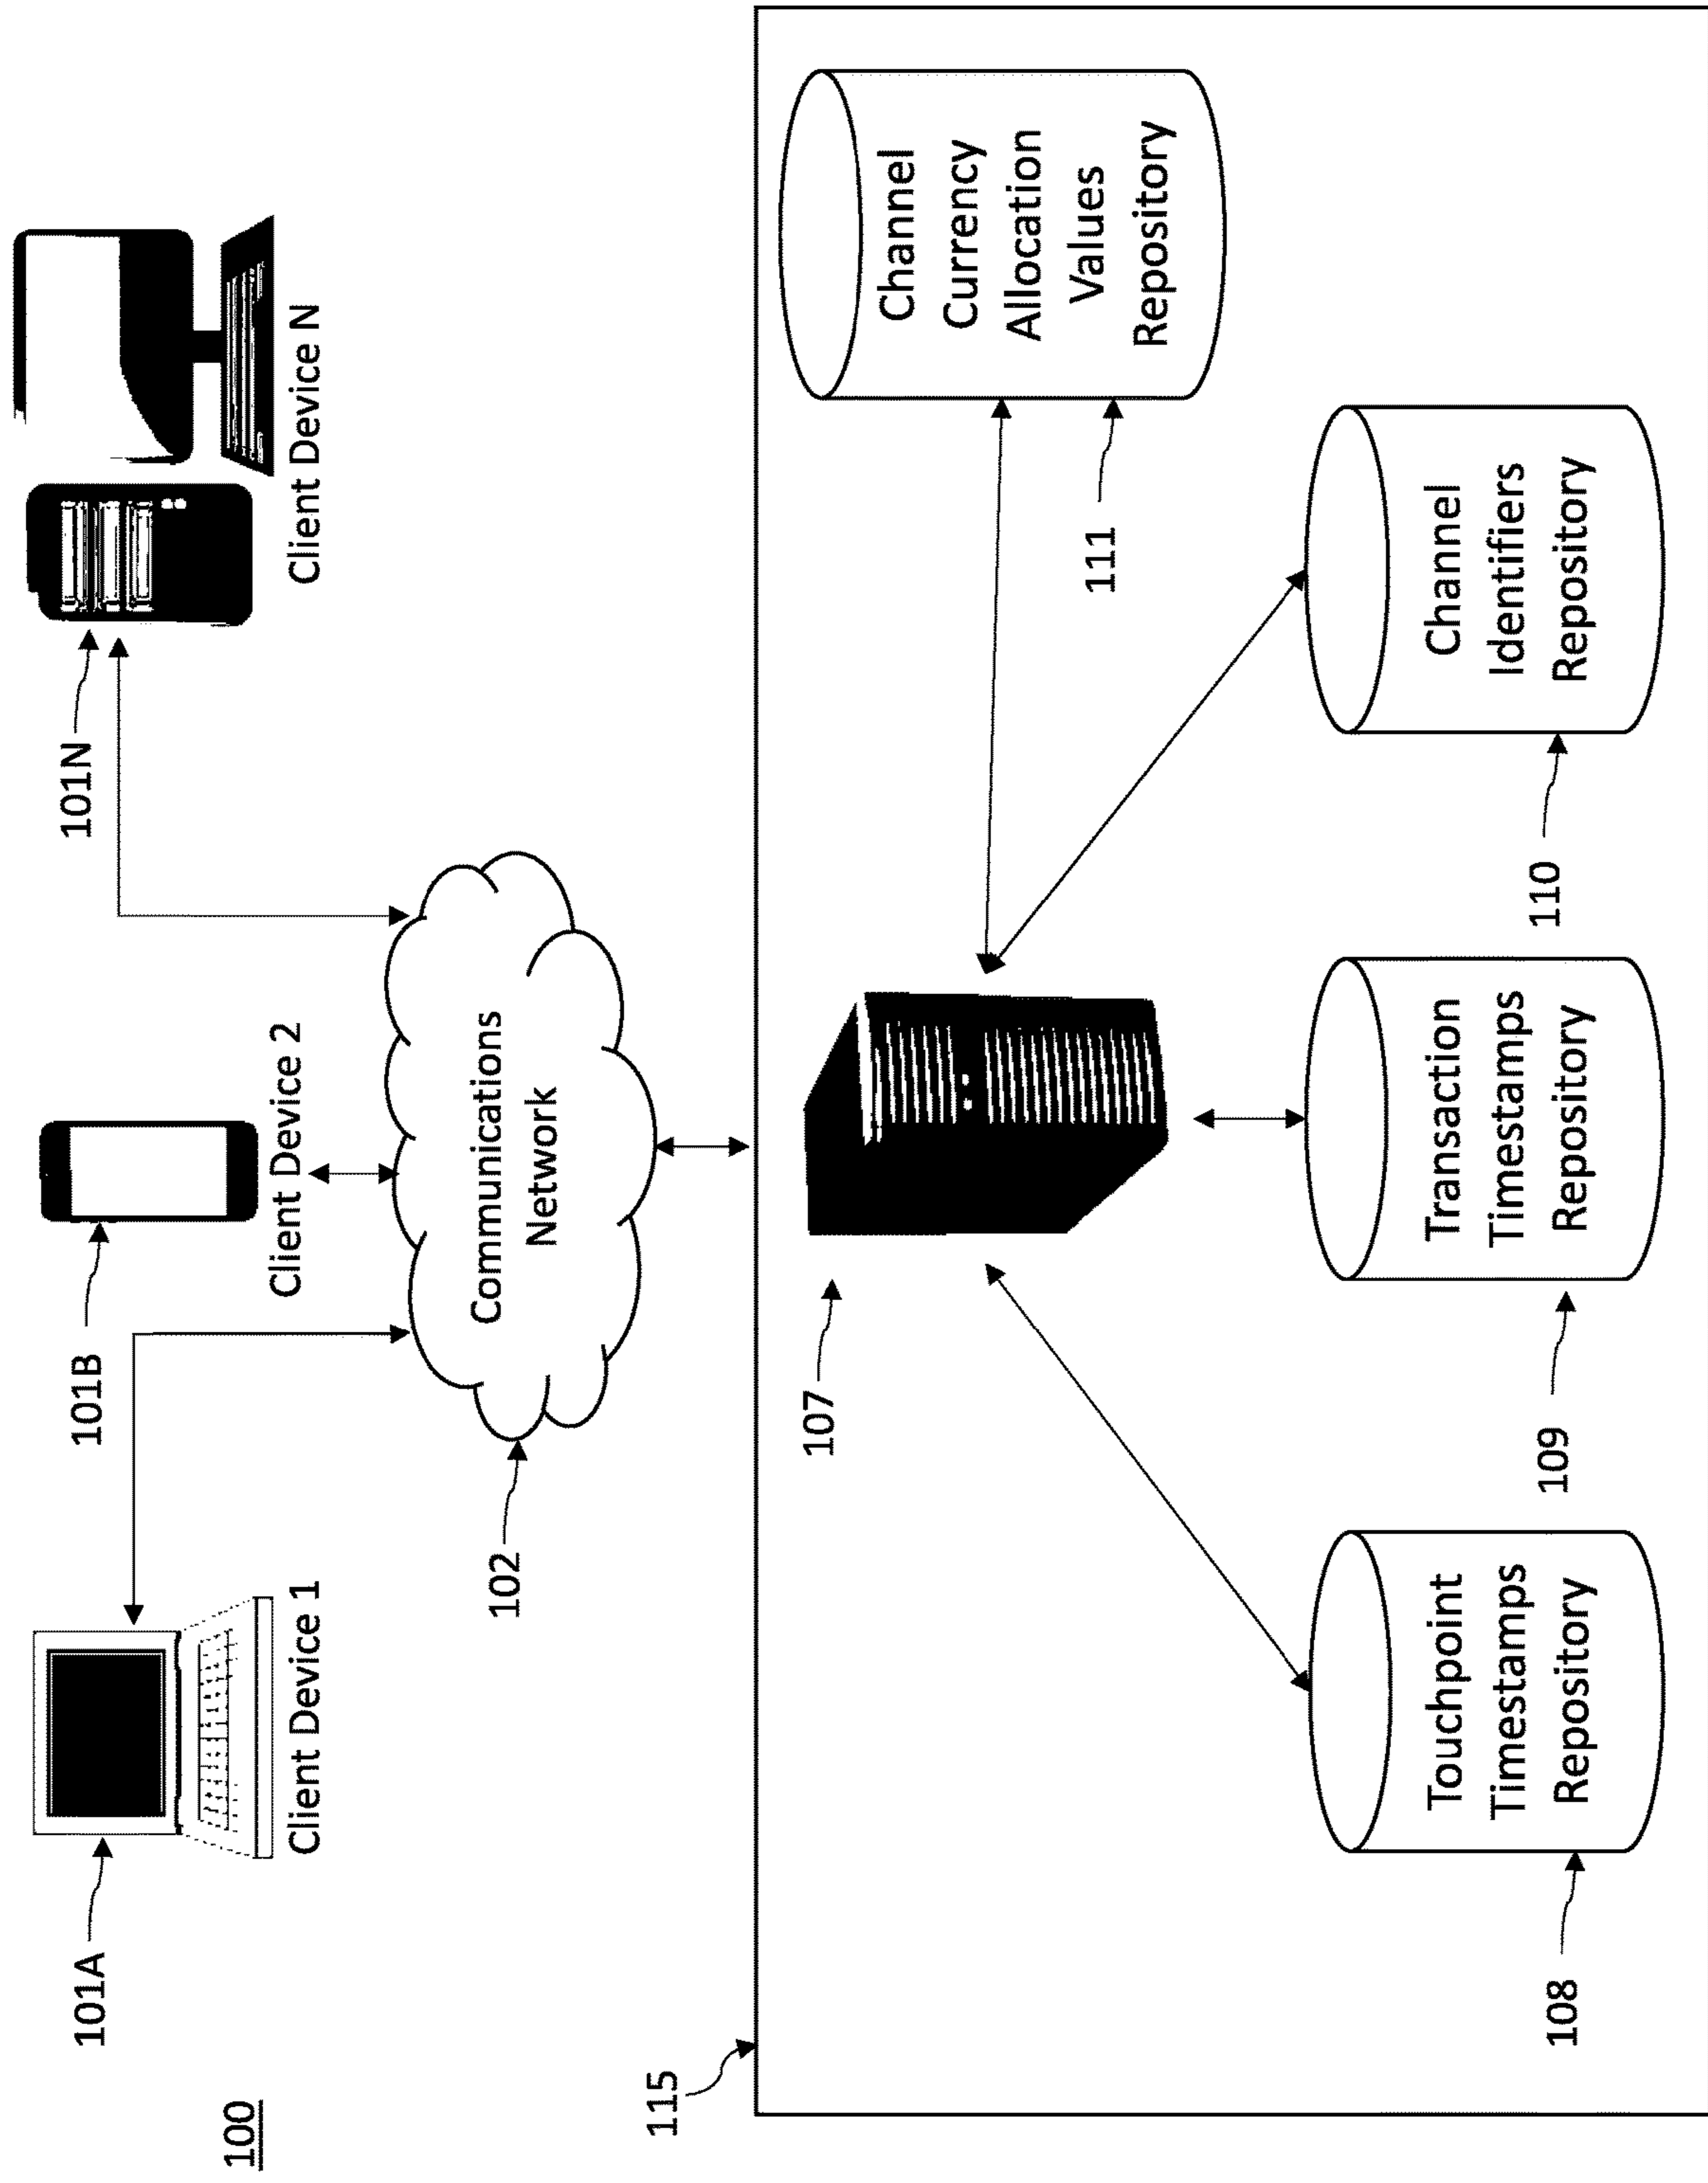 100
101A
Client Device 1
101B
Client Device 2
101N
Client Device N
102
Communications
Network
115
107
108
Touchpoint
Timestamps
Repository
109
Transaction
Timestamps
Repository
110
Channel
Identifiers
Repository
111
Channel
Currency
Allocation
Values
Repository